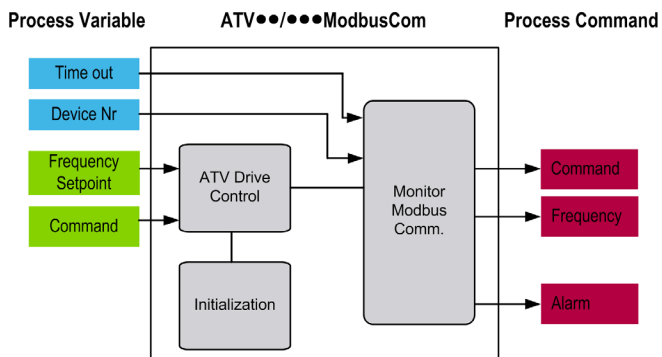 Process Variable
ATV●●/●●●ModbusCom
Process Command
Time out
Device Nr
Frequency
Setpoint
Command
ATV Drive
Control
Initialization
Monitor
Modbus
Comm.
Command
Frequency
Alarm